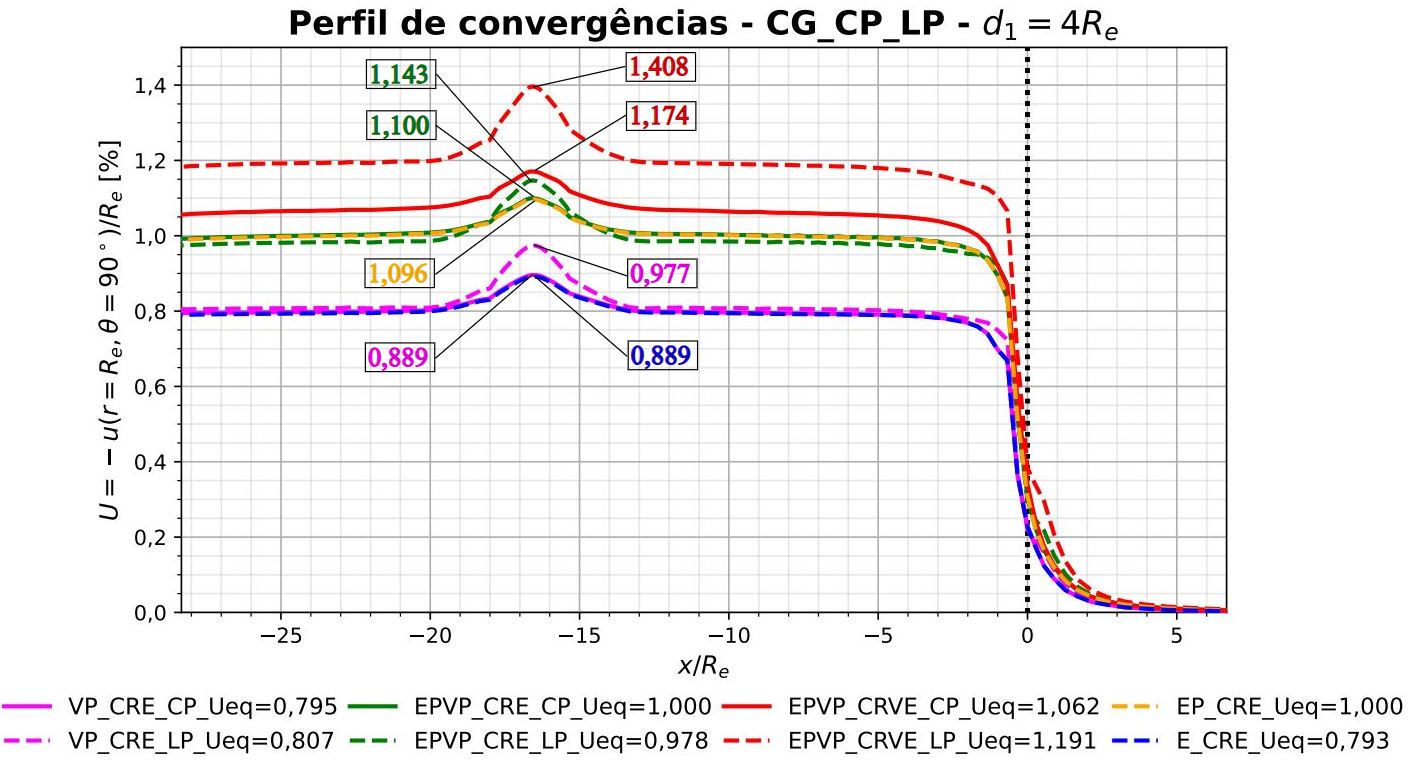 Perfil de convergências - CG_CP_LP - d₁ = 4Rₑ
1,143
1,408
1,100
1,174
1,096
0,977
0,889
0,889
U = − u(r = Rₑ, θ = 90°)/Rₑ [%]
1,4
1,2
1,0
0,8
0,6
0,4
0,2
0,0
−25 −20 −15 −10 −5 0 5
x/Rₑ
VP_CRE_CP_Ueq=0,795 EPVP_CRE_CP_Ueq=1,000 EPVP_CRVE_CP_Ueq=1,062 EP_CRE_Ueq=1,000
VP_CRE_LP_Ueq=0,807 EPVP_CRE_LP_Ueq=0,978 EPVP_CRVE_LP_Ueq=1,191 E_CRE_Ueq=0,793